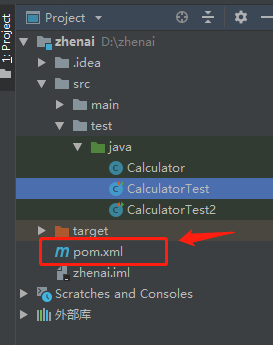 1: Project
Project
zhenai D:\zhenai
.idea
src
main
test
java
Calculator
CalculatorTest
CalculatorTest2
target
pom.xml
zhenai.iml
Scratches and Consoles
外部库